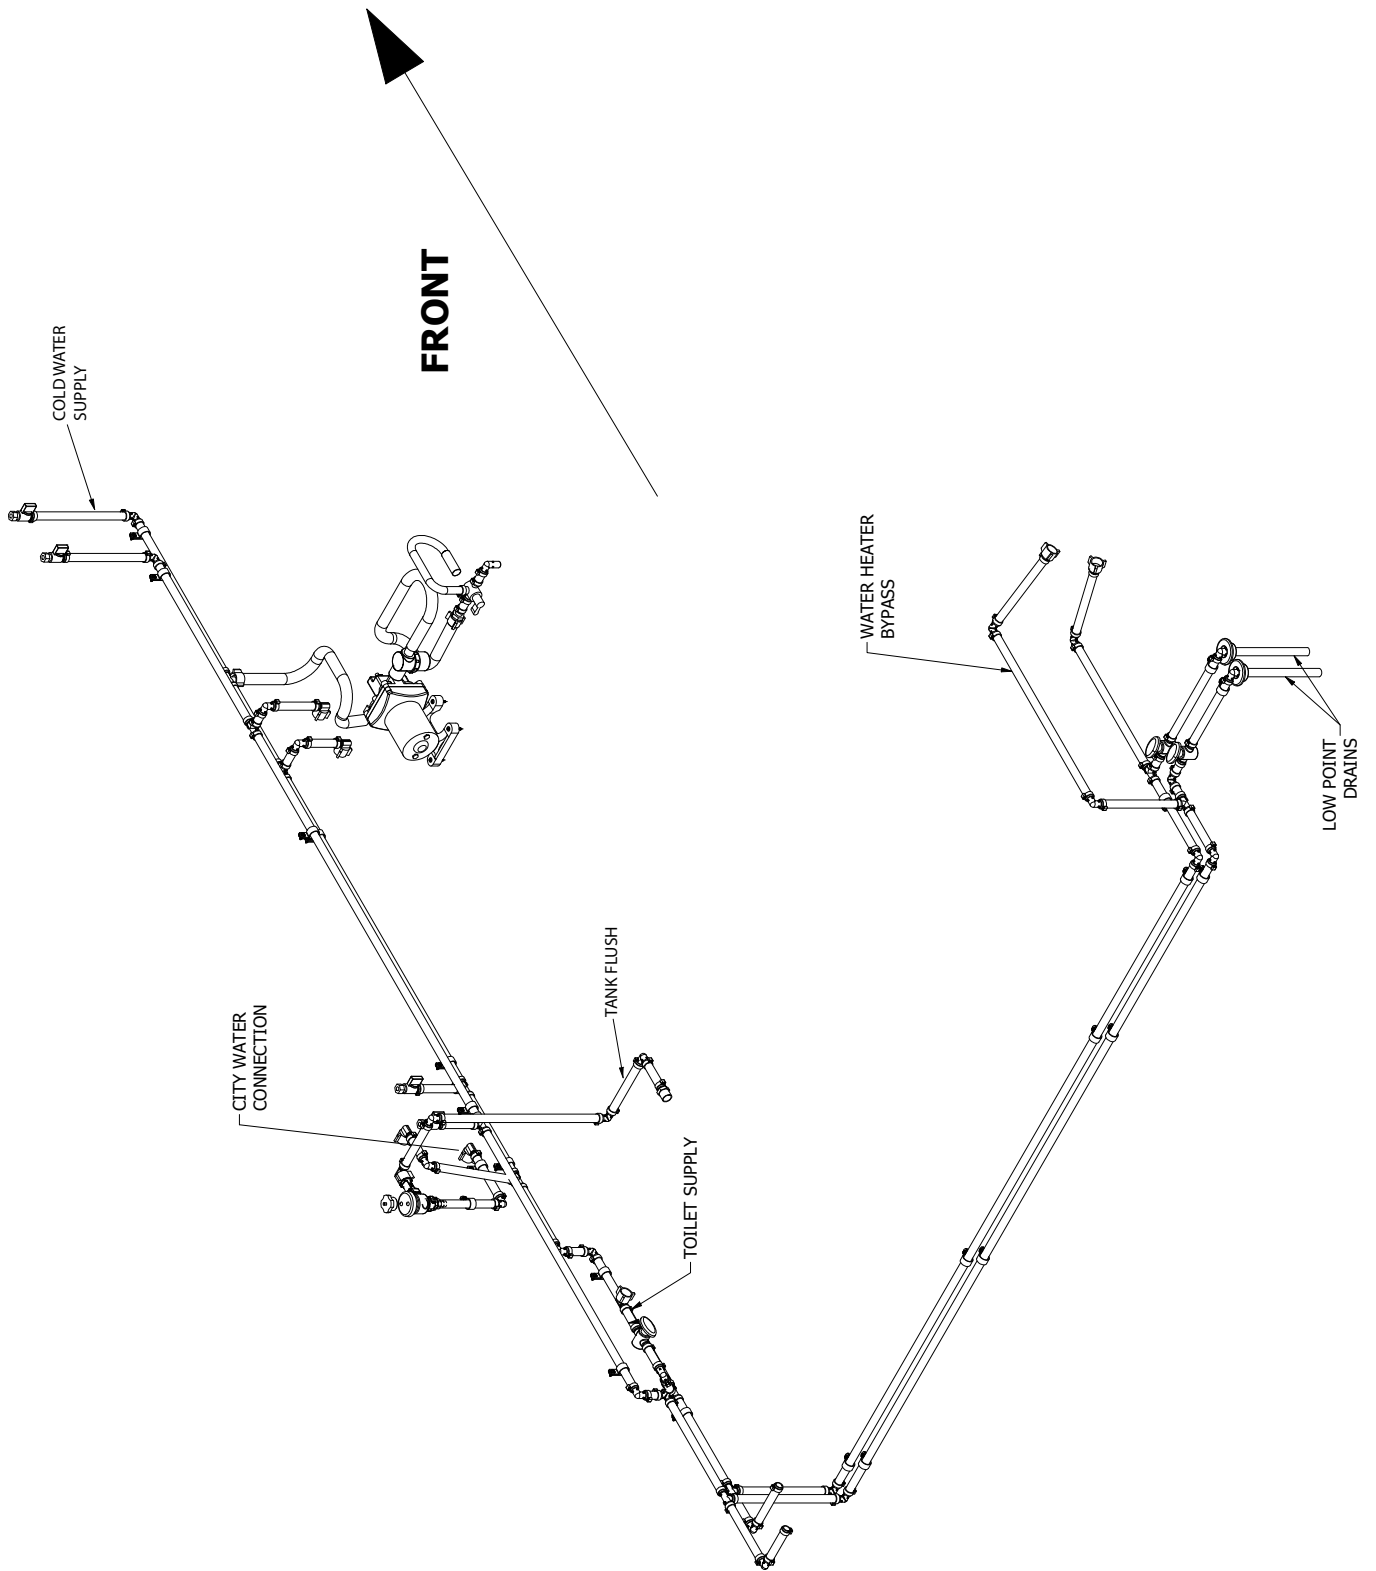 COLD WATER
SUPPLY
FRONT
CITY WATER
CONNECTION
TANK FLUSH
TOILET SUPPLY
WATER HEATER
BYPASS
LOW POINT
DRAINS